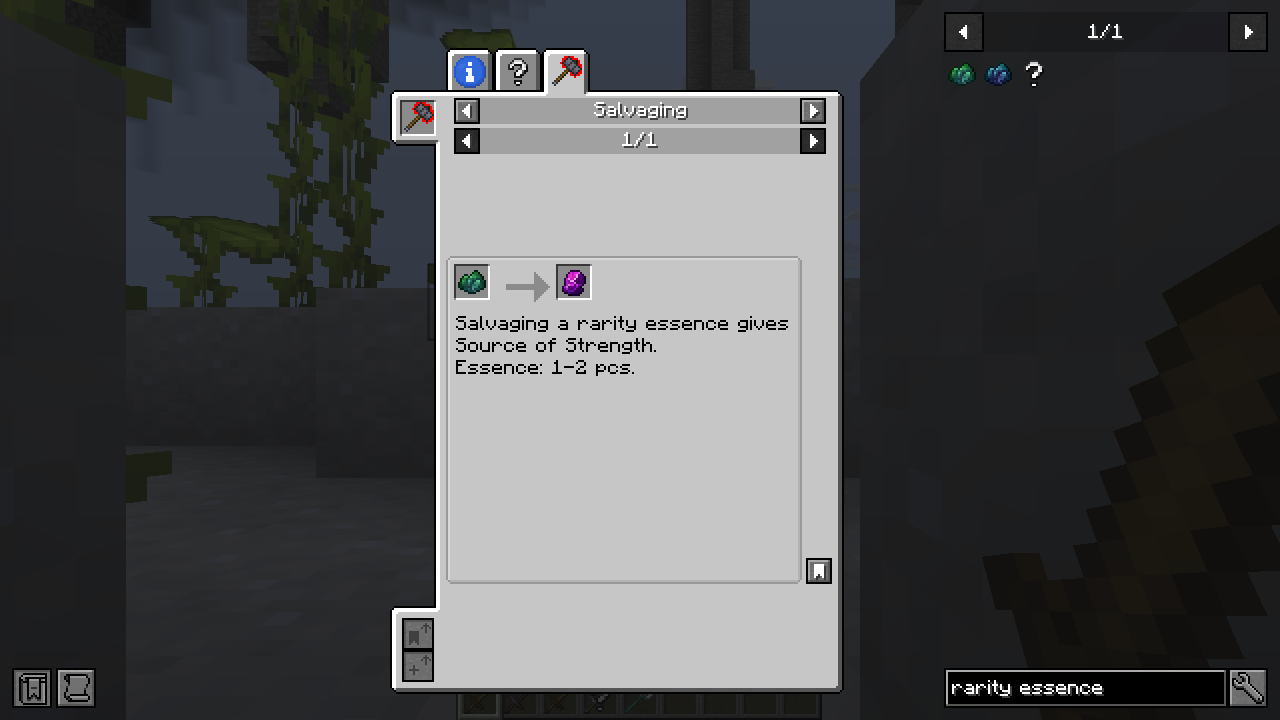 1/1
Salvaging
1/1
Salvaging a rarity essence gives
Source of Strength.
Essence: 1-2 pcs.
rarity essence